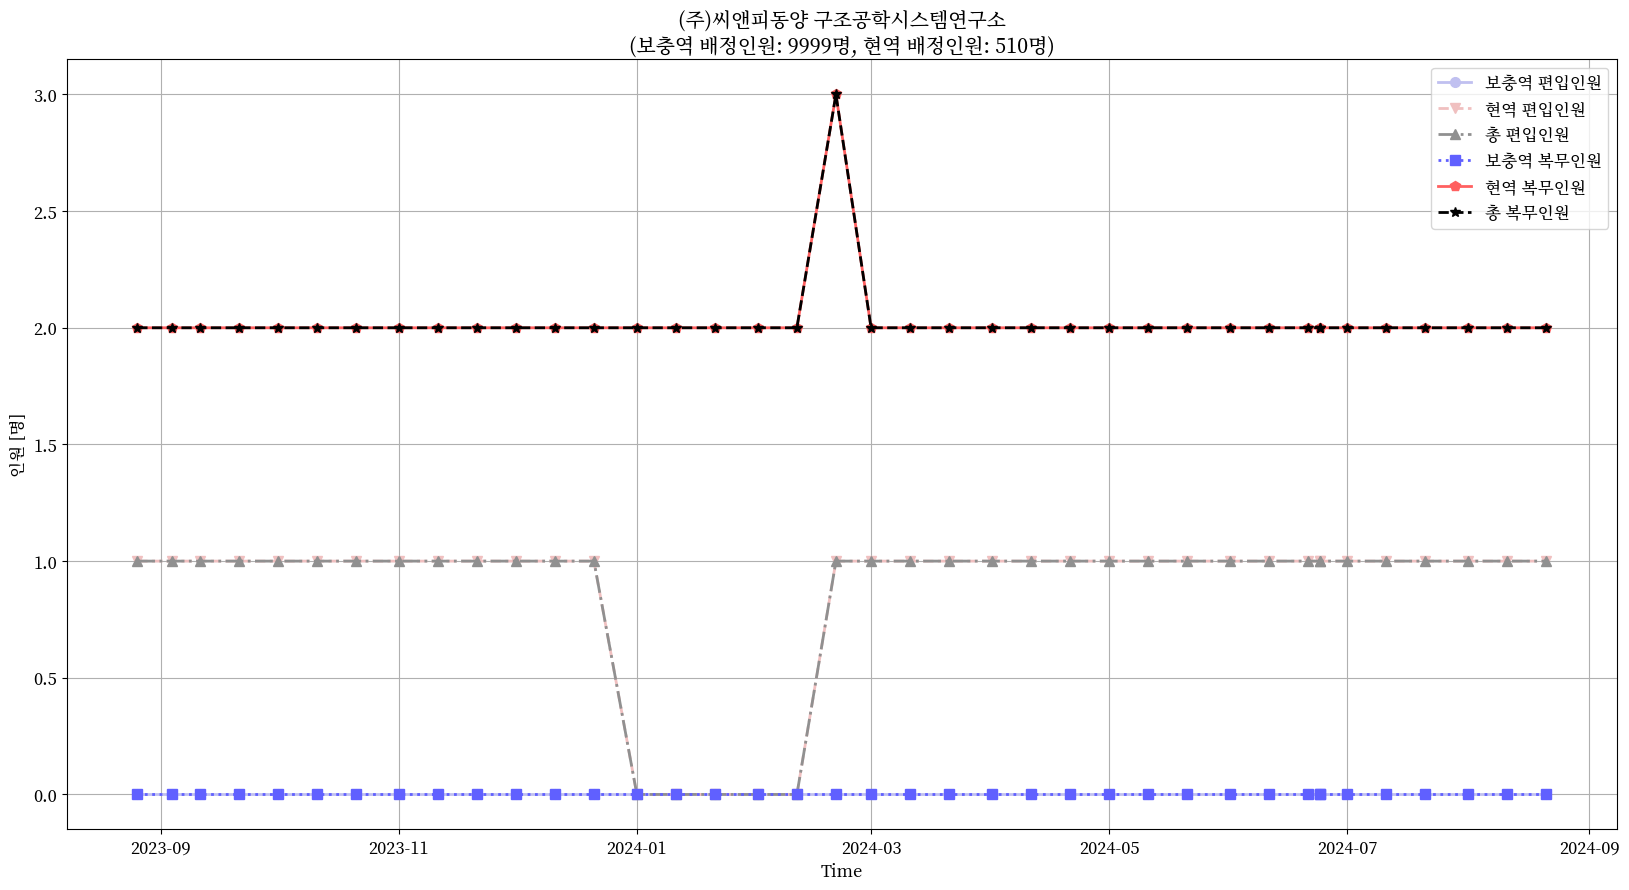 (주)씨앤피동양 구조공학시스템연구소
(보충역 배정인원: 9999명, 현역 배정인원: 510명)
보충역 편입인원
현역 편입인원
총 편입인원
보충역 복무인원
현역 복무인원
총 복무인원
인원 [명]
3.0
2.5
2.0
1.5
1.0
0.5
0.0
2023-09
2023-11
2024-01
2024-03
2024-05
2024-07
2024-09
Time